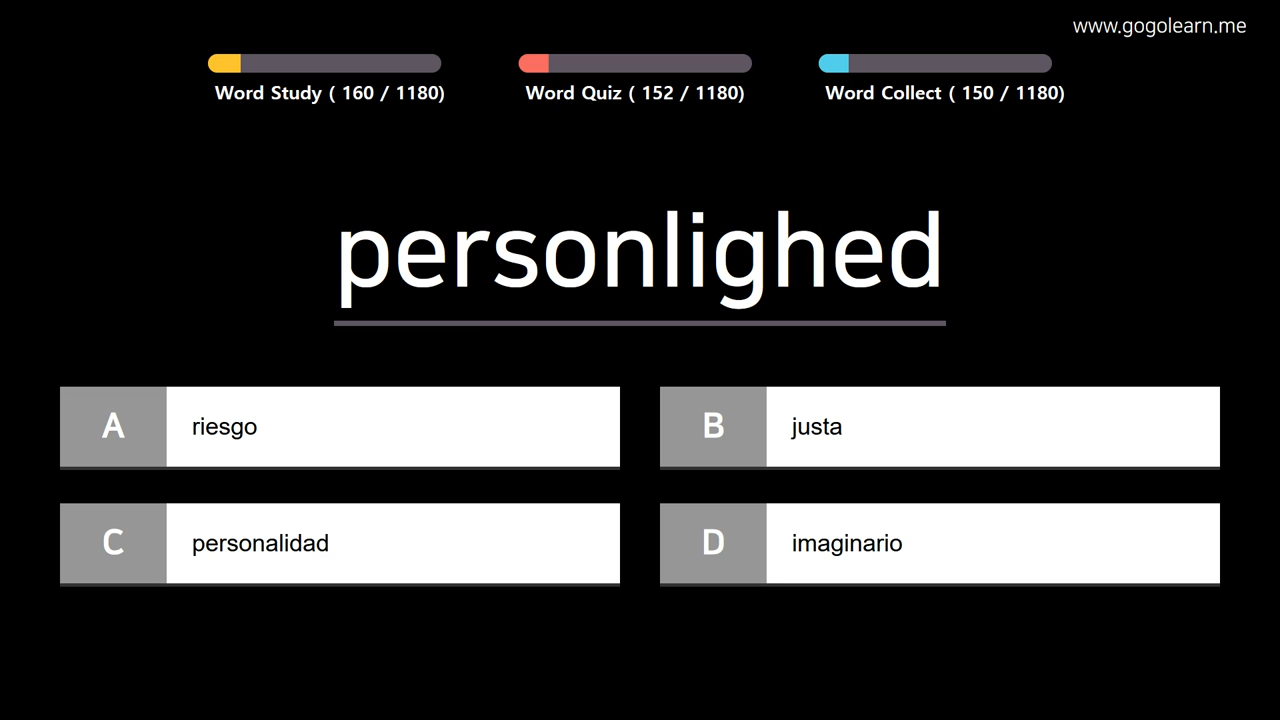 www.gogolearn.me
Word Study ( 160 / 1180)
Word Quiz ( 152 / 1180)
Word Collect ( 150 / 1180)
personlighed
A riesgo
B justa
C personalidad
D imaginario